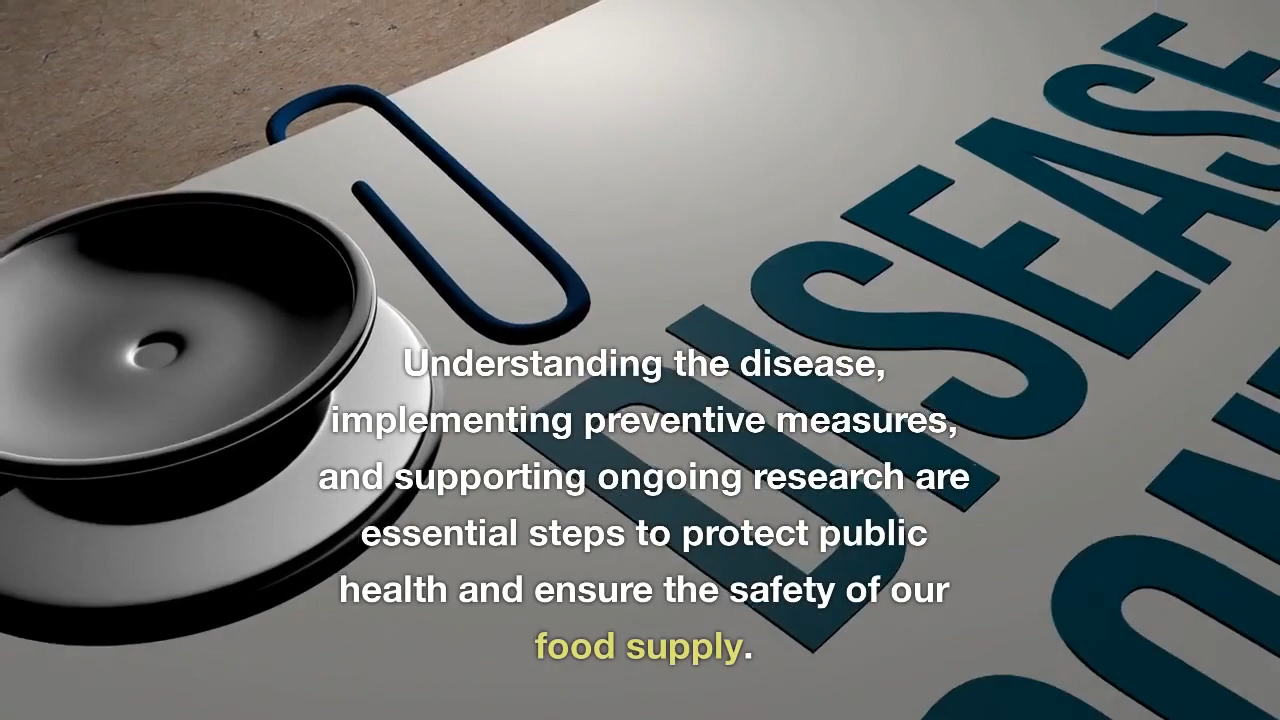 DISEASE
Understanding the disease,
implementing preventive measures,
and supporting ongoing research are
essential steps to protect public
health and ensure the safety of our
food supply.